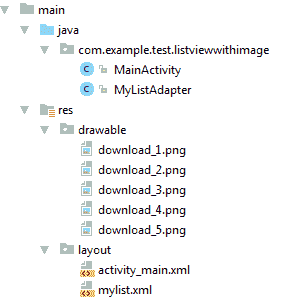 main
java
com.example.test.listviewwithimage
MainActivity
MyListAdapter
res
drawable
download_1.png
download_2.png
download_3.png
download_4.png
download_5.png
layout
activity_main.xml
mylist.xml